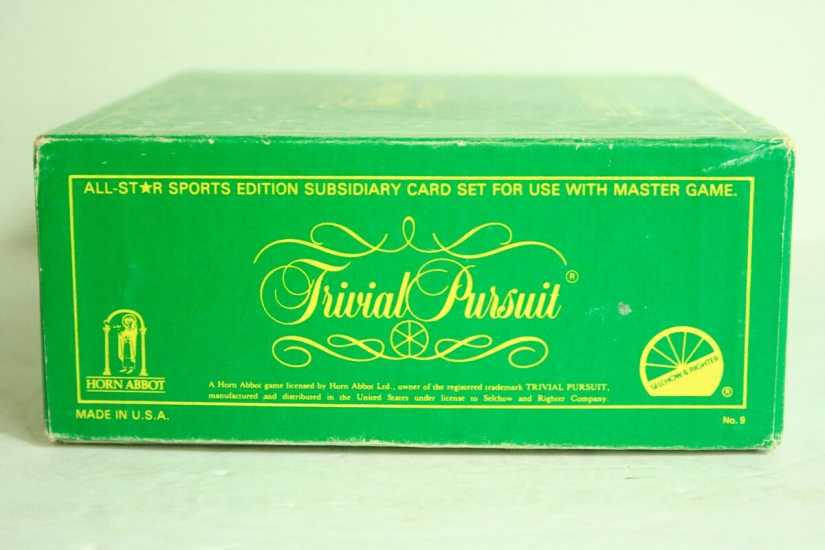 ALL-ST★R SPORTS EDITION SUBSIDIARY CARD SET FOR USE WITH MASTER GAME.
Trivial Pursuit®
HORN ABBOT
SELCHOW & RIGHTER
®
A Horn Abbot game licensed by Horn Abbot Ltd., owner of the registered trademark TRIVIAL PURSUIT,
manufactured and distributed in the United States under license to Selchow and Righter Company.
MADE IN U.S.A.
No. 9